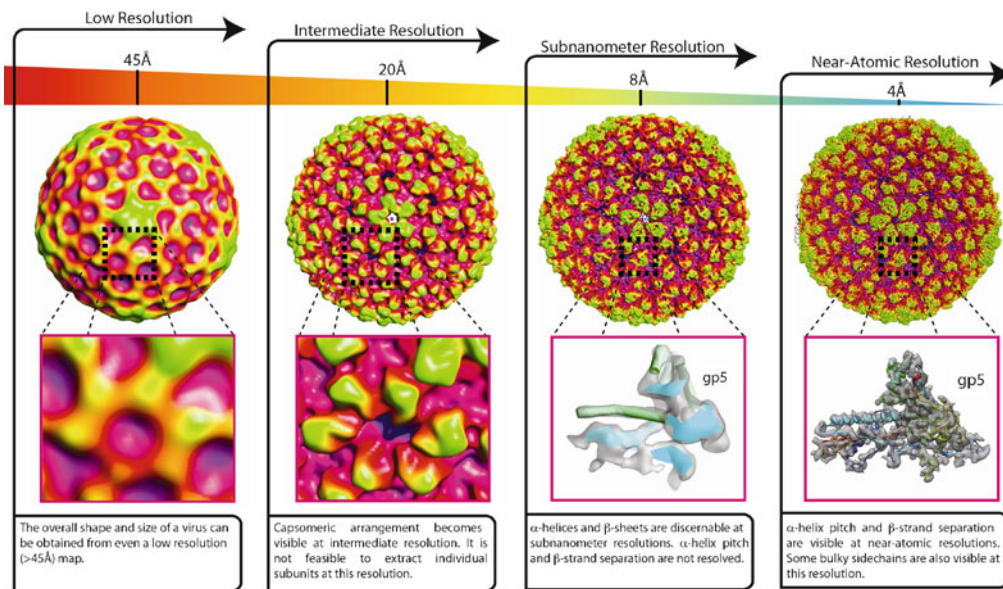 Low Resolution
45Å
Intermediate Resolution
20Å
Subnanometer Resolution
8Å
Near-Atomic Resolution
4Å
gp5
gp5
The overall shape and size of a virus can
be obtained from even a low resolution
(>45Å) map.
Capsomeric arrangement becomes
visible at intermediate resolution. It is
not feasible to extract individual
subunits at this resolution.
α-helices and β-sheets are discernable at
subnanometer resolutions. α-helix pitch
and β-strand separation are not resolved.
α-helix pitch and β-strand separation
are visible at near-atomic resolutions.
Some bulky sidechains are also visible at
this resolution.